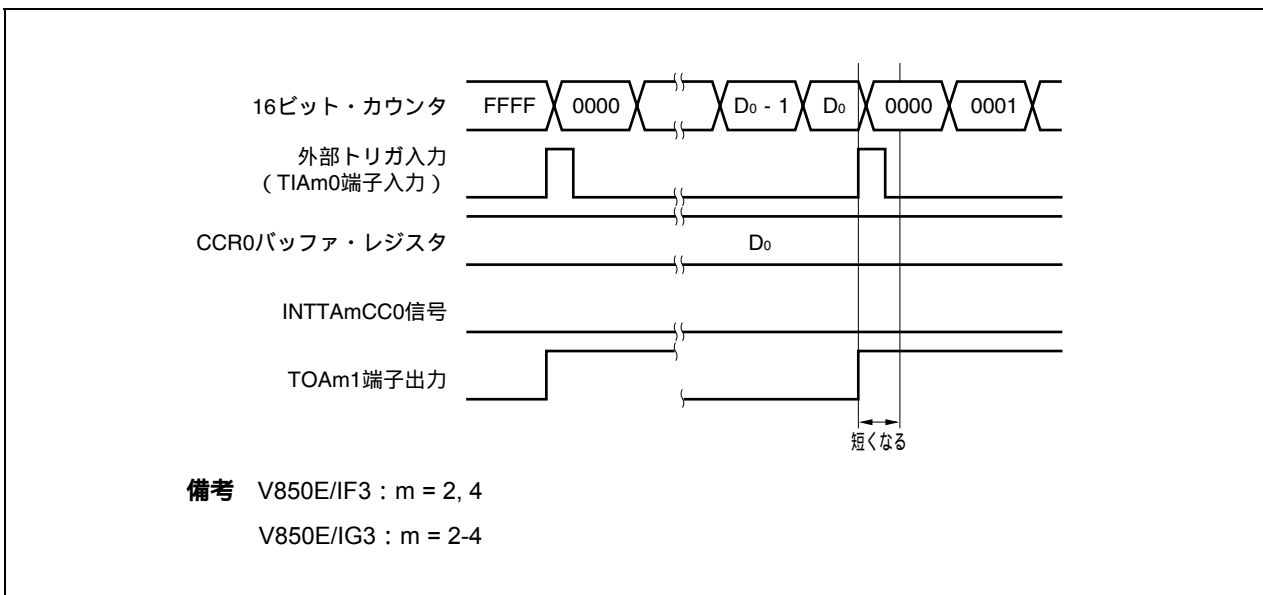 16ビット・カウンタ
FFFF 0000 D0 - 1 D0 0000 0001
外部トリガ入力
（TIAm0端子入力）
CCR0バッファ・レジスタ
D0
INTTAmCC0信号
TOAm1端子出力
短くなる
備考 V850E/IF3：m = 2, 4
V850E/IG3：m = 2-4